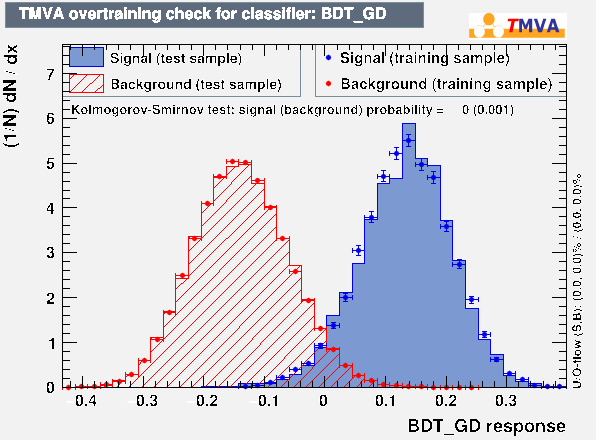 TMVA overtraining check for classifier: BDT_GD
TMVA
Signal (test sample)
Background (test sample)
Signal (training sample)
Background (training sample)
Kolmogorov-Smirnov test: signal (background) probability = 0 (0.001)
(1/N) dN / dx
7
6
5
4
3
2
1
0
-0.4 -0.3 -0.2 -0.1 0 0.1 0.2 0.3
BDT_GD response
U/O-flow (S,B): (0.0, 0.0)% / (0.0, 0.0)%